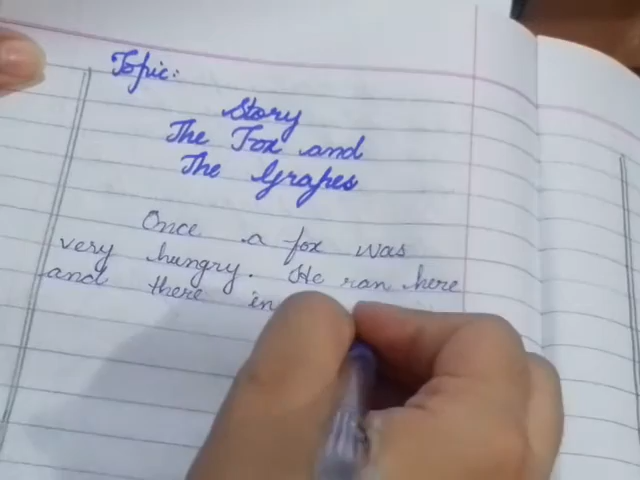 Topic:
Story
The Fox and
The Grapes
Once a fox was
very hungry. He ran here
and there in